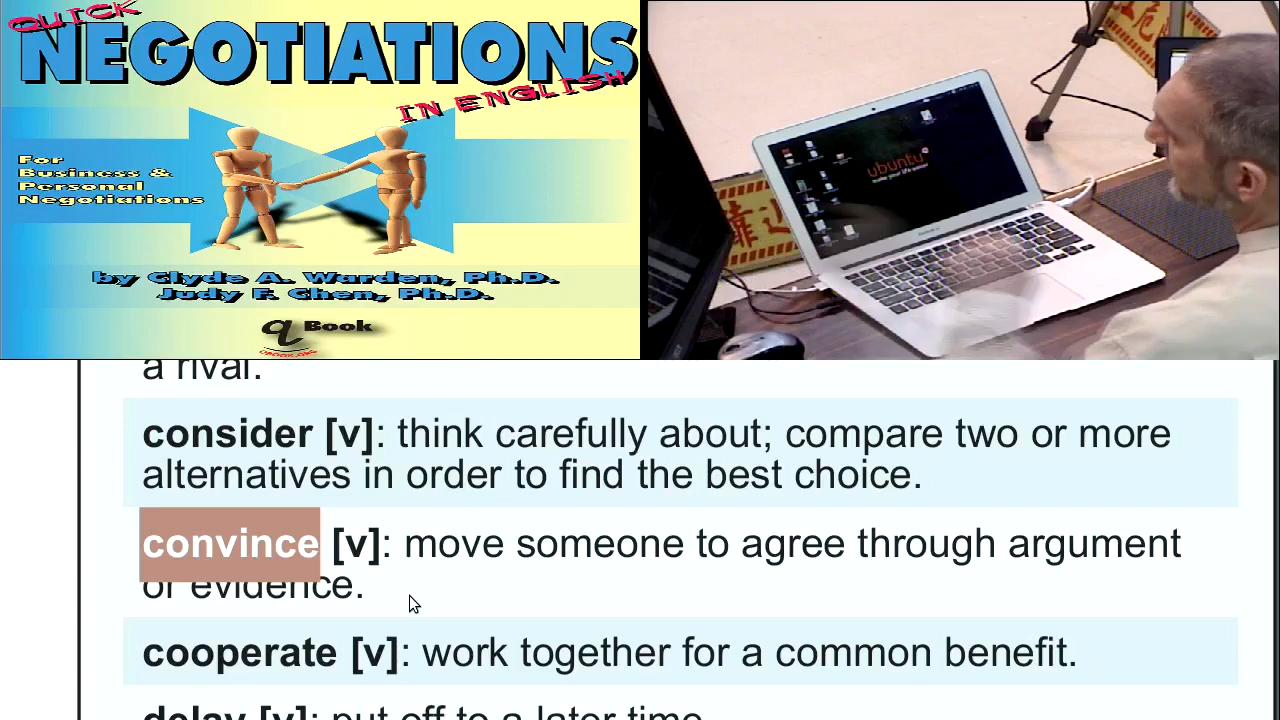 QUICK
NEGOTIATIONS
IN ENGLISH
For
Business &
Personal
Negotiations
by Clyde A. Warden, Ph.D.
Judy F. Chen, Ph.D.
q Book
ubuntu
a rival.
consider [v]: think carefully about; compare two or more
alternatives in order to find the best choice.
convince [v]: move someone to agree through argument
or evidence.
cooperate [v]: work together for a common benefit.
delay [v]: put off to a later time.